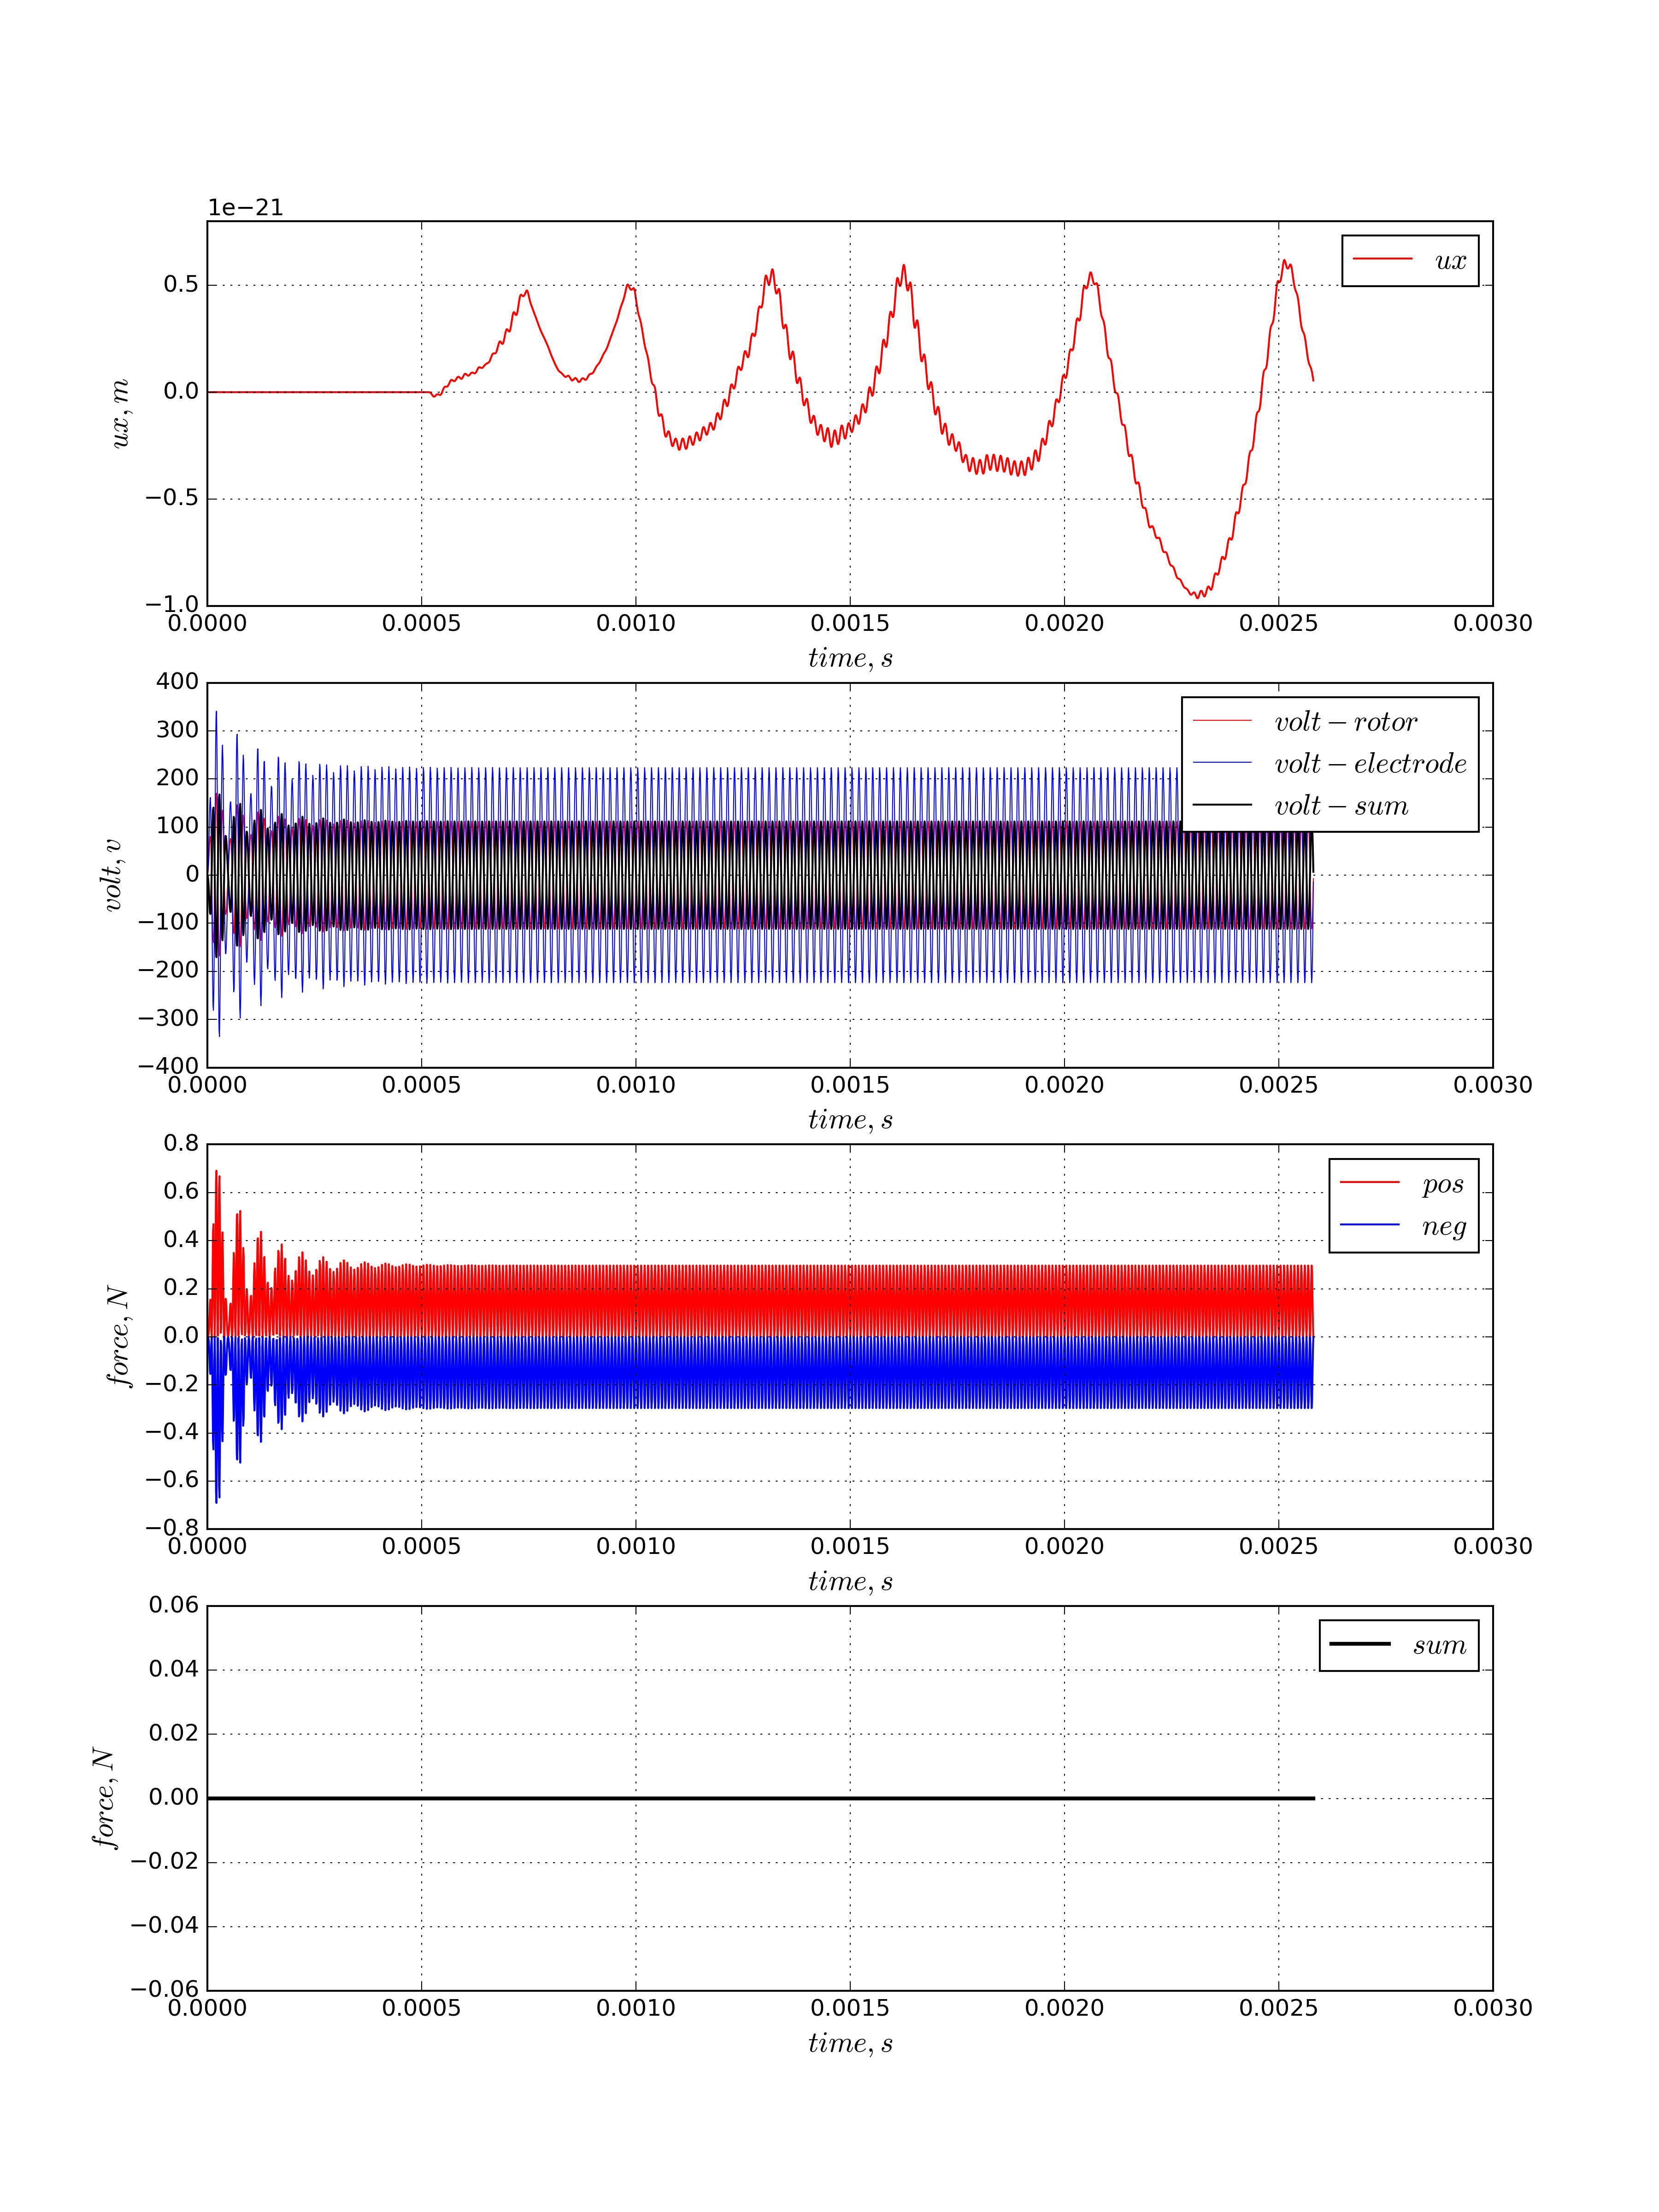 1e−21
ux
0.5
0.0
−0.5
−1.0
ux, m
0.0000 0.0005 0.0010 0.0015 0.0020 0.0025 0.0030
time, s
400
300
200
100
0
−100
−200
−300
−400
volt, v
volt − rotor
volt − electrode
volt − sum
0.0000 0.0005 0.0010 0.0015 0.0020 0.0025 0.0030
time, s
0.8
0.6
0.4
0.2
0.0
−0.2
−0.4
−0.6
−0.8
force, N
pos
neg
0.0000 0.0005 0.0010 0.0015 0.0020 0.0025 0.0030
time, s
0.06
0.04
0.02
0.00
−0.02
−0.04
−0.06
force, N
sum
0.0000 0.0005 0.0010 0.0015 0.0020 0.0025 0.0030
time, s